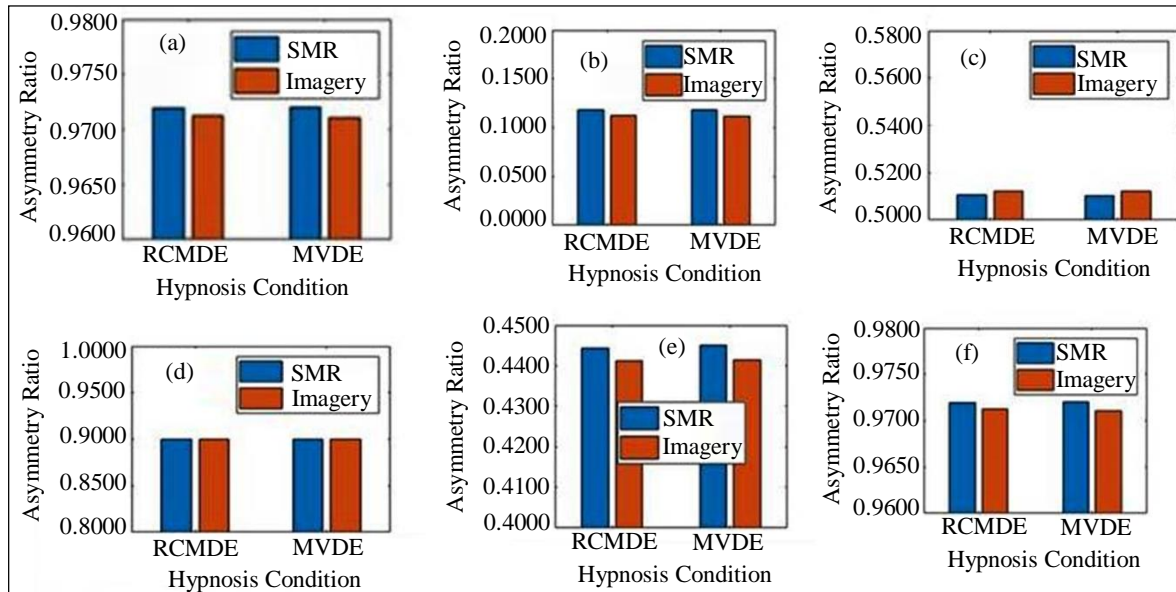 Asymmetry Ratio
0.9800
0.9750
0.9700
0.9650
0.9600
(a)
SMR
Imagery
RCMDE MVDE
Hypnosis Condition
Asymmetry Ratio
0.2000
0.1500
0.1000
0.0500
0.0000
(b)
SMR
Imagery
RCMDE MVDE
Hypnosis Condition
Asymmetry Ratio
0.5800
0.5600
0.5400
0.5200
0.5000
(c)
SMR
Imagery
RCMDE MVDE
Hypnosis Condition
Asymmetry Ratio
1.0000
0.9500
0.9000
0.8500
0.8000
(d)
SMR
Imagery
RCMDE MVDE
Hypnosis Condition
Asymmetry Ratio
0.4500
0.4400
0.4300
0.4200
0.4100
0.4000
(e)
SMR
Imagery
RCMDE MVDE
Hypnosis Condition
Asymmetry Ratio
0.9800
0.9750
0.9700
0.9650
0.9600
(f)
SMR
Imagery
RCMDE MVDE
Hypnosis Condition